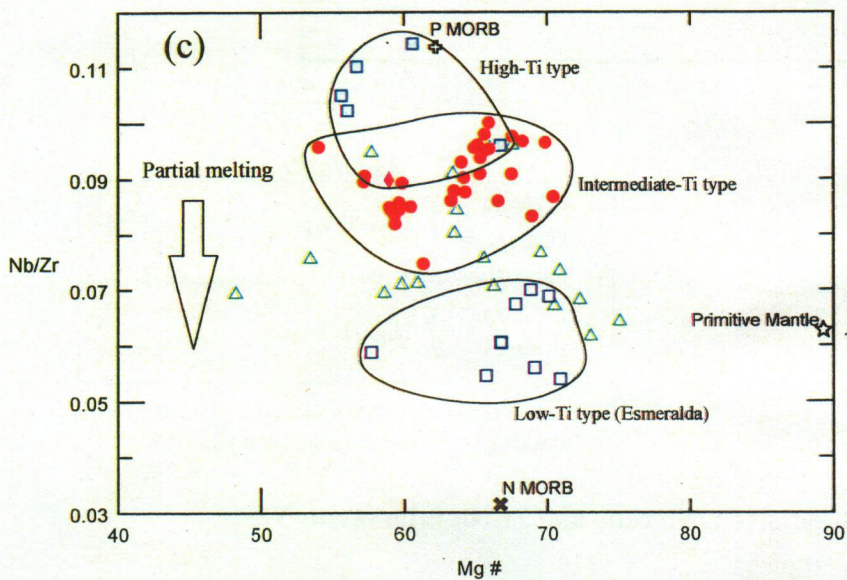 (c)
P MORB
High-Ti type
0.11
Partial melting
0.09
Intermediate-Ti type
Nb/Zr
0.07
Primitive Mantle
0.05
Low-Ti type (Esmeralda)
N MORB
0.03
40 50 60 70 80 90
Mg #